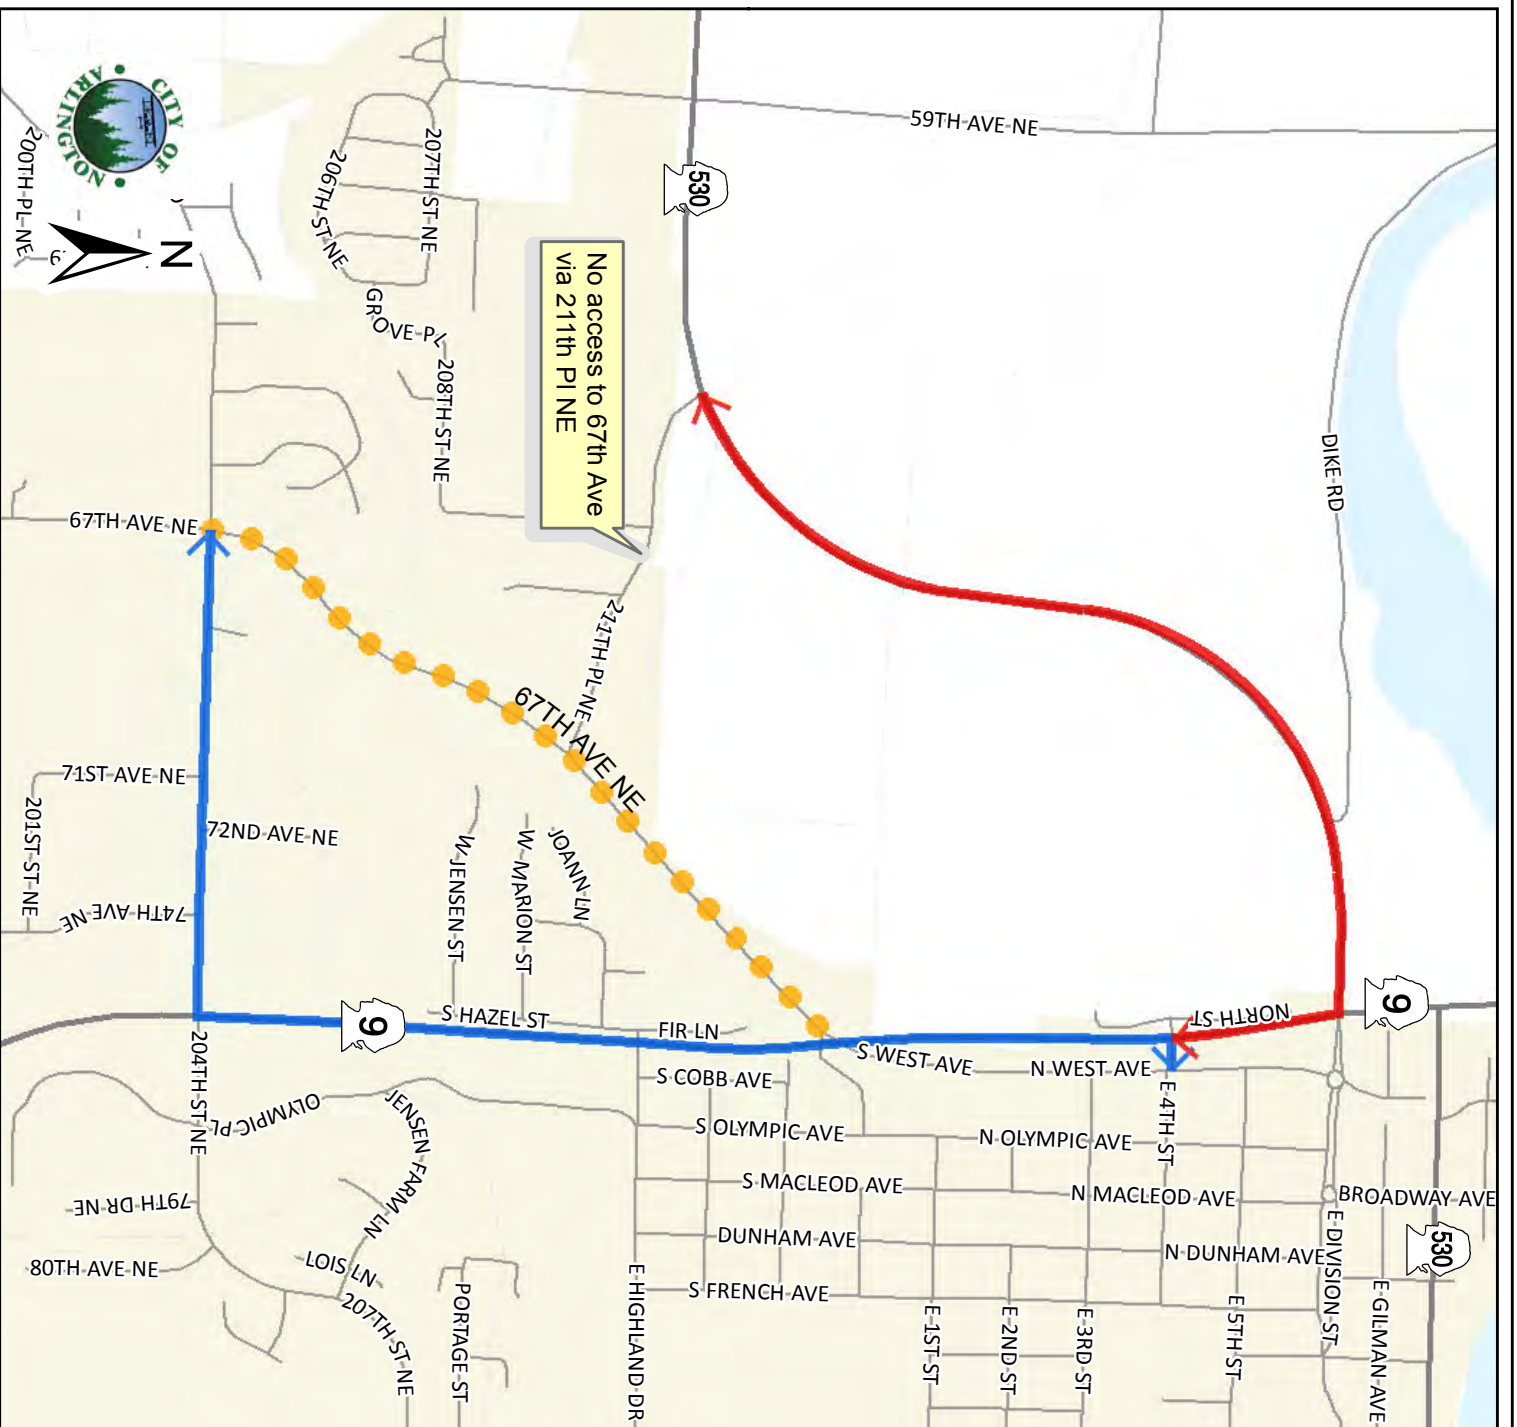 CITY OF
ARLINGTON
N
200TH PL NE
207TH ST NE
206TH ST NE
GROVE PL
208TH ST NE
59TH AVE NE
530
No access to 67th Ave
via 211th Pl NE
DIKE RD
67TH AVE NE
211TH PL NE
67TH AVE NE
71ST AVE NE
201ST ST NE
72ND AVE NE
74TH AVE NE
W JENSEN ST
W MARION ST
JOANN LN
9
S HAZEL ST
FIR LN
NORTH ST
9
S WEST AVE
N WEST AVE
204TH ST NE
OLYMPIC PL
JENSEN FARM LN
S COBB AVE
S OLYMPIC AVE
N OLYMPIC AVE
E 4TH ST
S MACLEOD AVE
N MACLEOD AVE
BROADWAY AVE
79TH DR NE
80TH AVE NE
LOIS LN
207TH ST NE
PORTAGE ST
DUNHAM AVE
N DUNHAM AVE
530
S FRENCH AVE
E HIGHLAND DR
E 1ST ST
E 2ND ST
E 3RD ST
E 5TH ST
E DIVISION ST
E GILMAN AVE